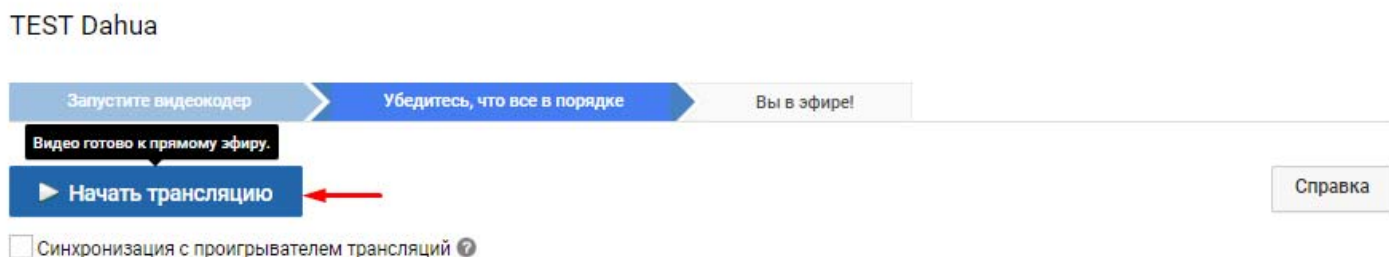 TEST Dahua
Запустите видеокодер
Убедитесь, что все в порядке
Вы в эфире!
Видео готово к прямому эфиру.
Начать трансляцию
Справка
Синхронизация с проигрывателем трансляций ?